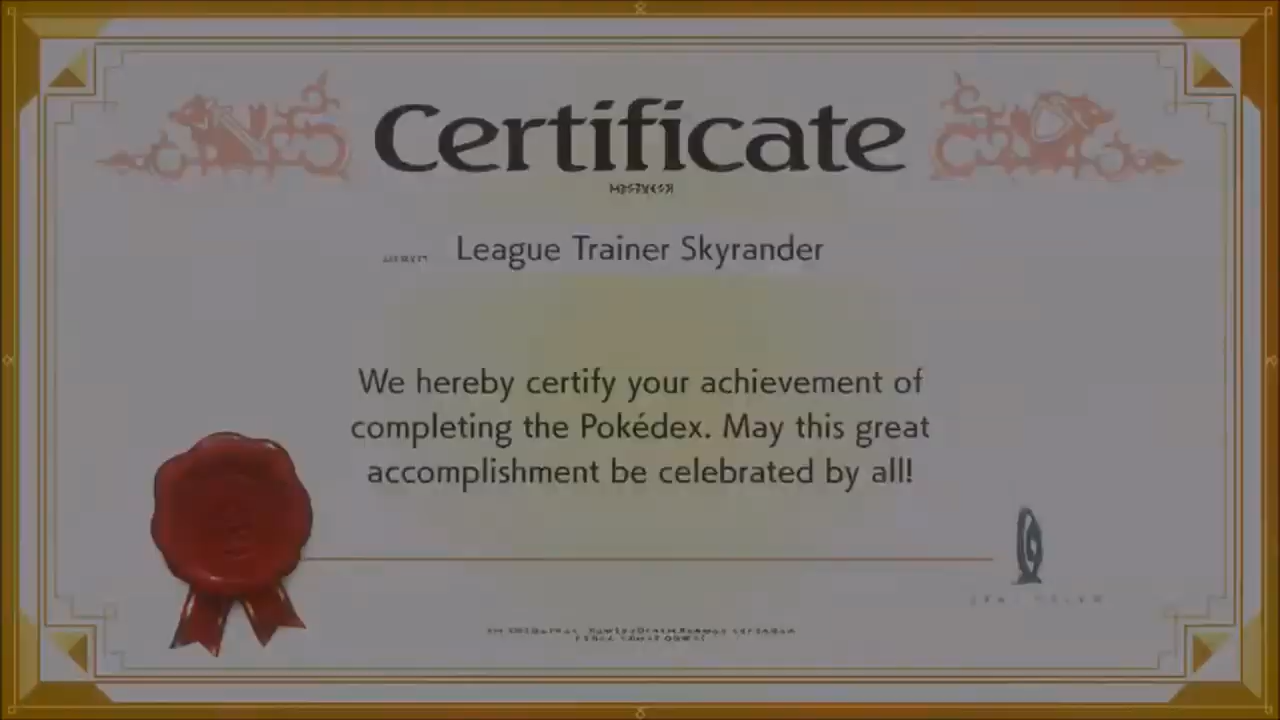 Certificate
League Trainer Skyrander
We hereby certify your achievement of
completing the Pokédex. May this great
accomplishment be celebrated by all!